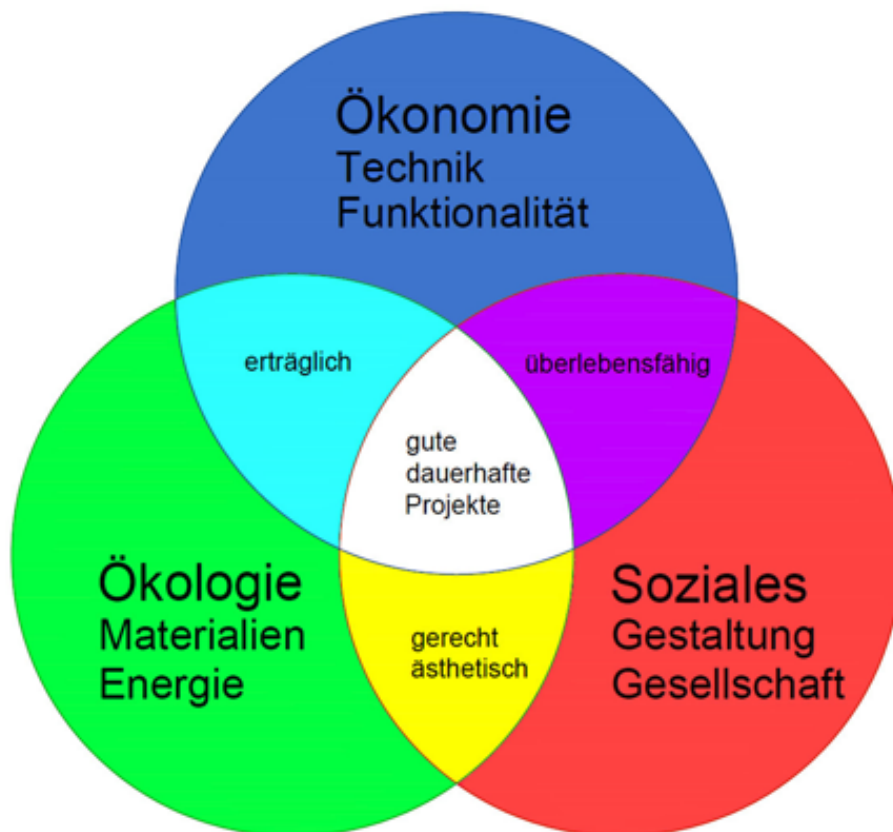 Ökonomie
Technik
Funktionalität
erträglich
überlebensfähig
gute
dauerhafte
Projekte
Ökologie
Materialien
Energie
gerecht
ästhetisch
Soziales
Gestaltung
Gesellschaft